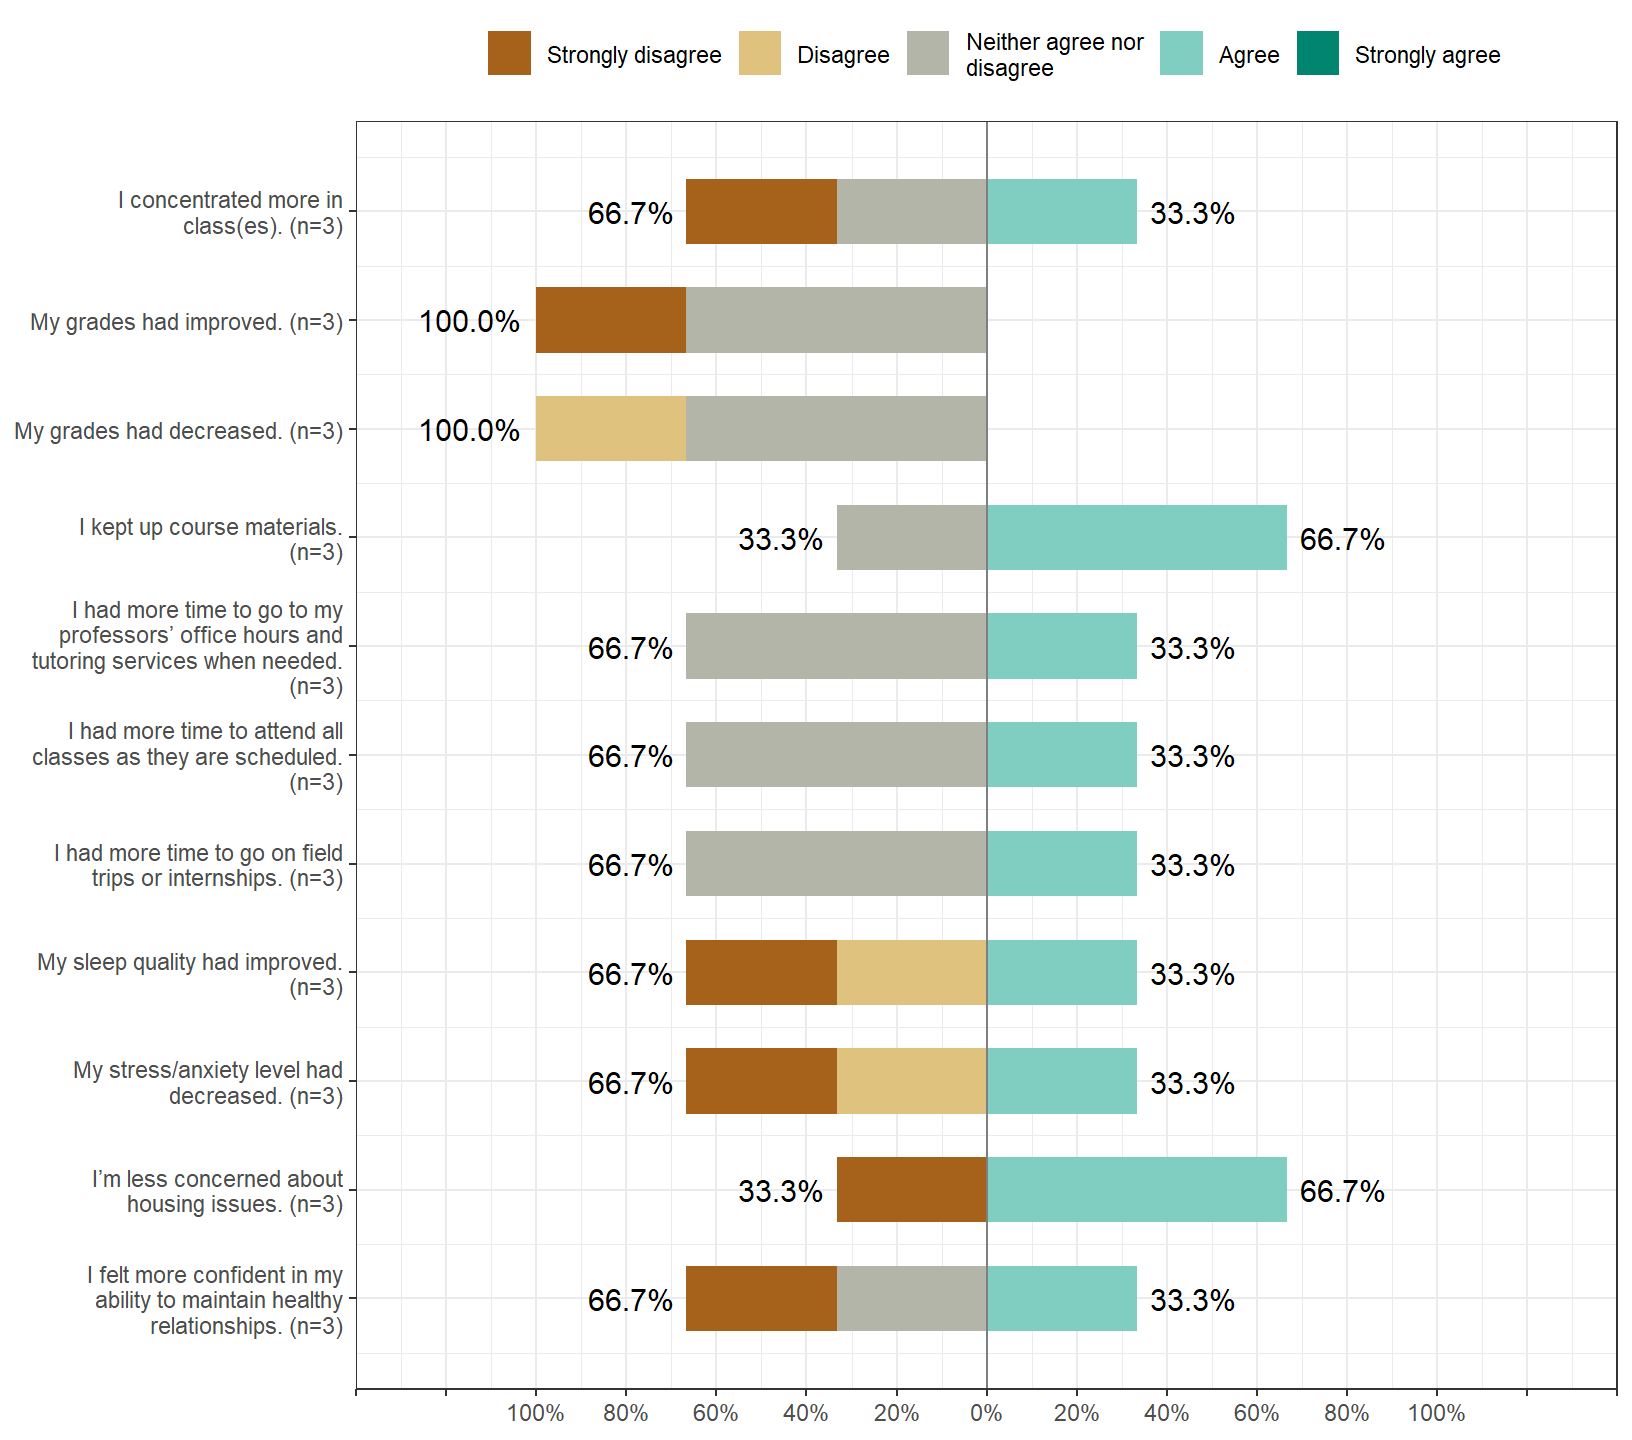 Strongly disagree
Disagree
Neither agree nor
disagree
Agree
Strongly agree
I concentrated more in
class(es). (n=3)
66.7%
33.3%
My grades had improved. (n=3)
100.0%
My grades had decreased. (n=3)
100.0%
I kept up course materials.
(n=3)
33.3%
66.7%
I had more time to go to my
professors’ office hours and
tutoring services when needed.
(n=3)
66.7%
33.3%
I had more time to attend all
classes as they are scheduled.
(n=3)
66.7%
33.3%
I had more time to go on field
trips or internships. (n=3)
66.7%
33.3%
My sleep quality had improved.
(n=3)
66.7%
33.3%
My stress/anxiety level had
decreased. (n=3)
66.7%
33.3%
I’m less concerned about
housing issues. (n=3)
33.3%
66.7%
I felt more confident in my
ability to maintain healthy
relationships. (n=3)
66.7%
33.3%
100% 80% 60% 40% 20% 0% 20% 40% 60% 80% 100%